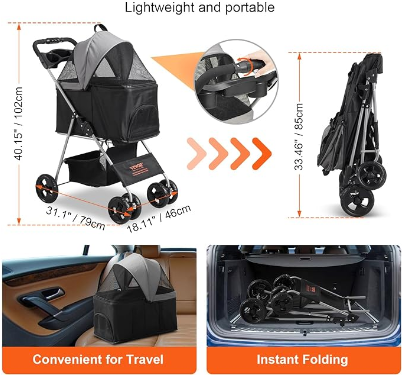 Lightweight and portable
40.15" / 102cm
31.1" / 79cm
18.11" / 46cm
33.46" / 85cm
VEVOR
Convenient for Travel
Instant Folding